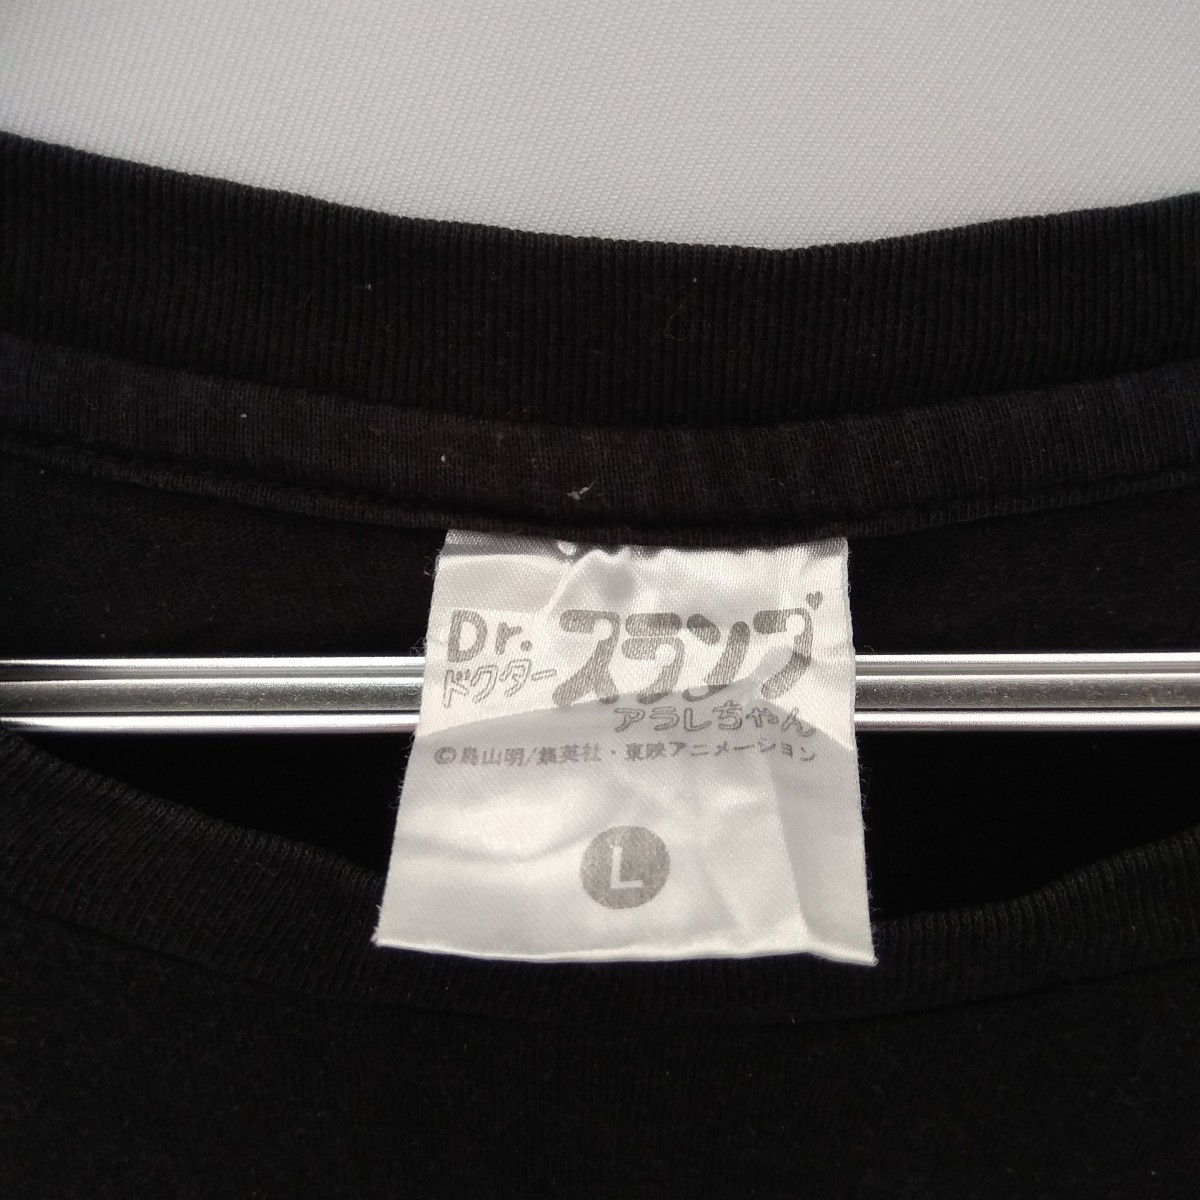 Dr.スランプ
ドクター
アラレちゃん
©鳥山明/集英社・東映アニメーション
L